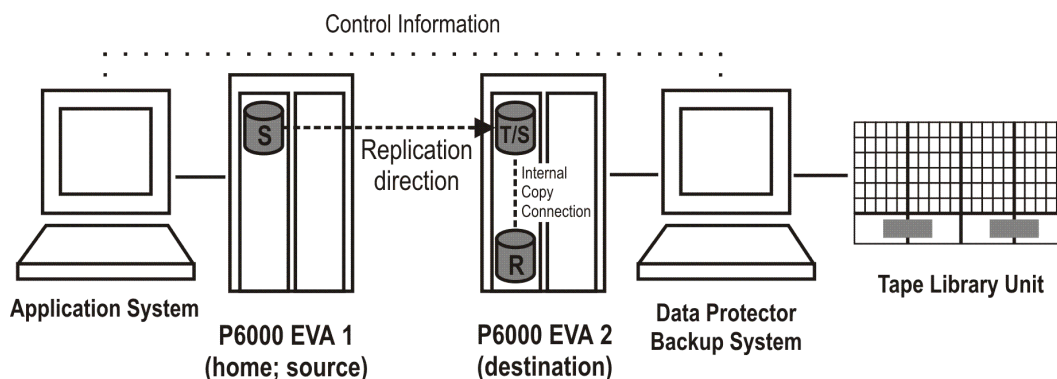 Control Information
S
T/S
Replication
direction
Internal
Copy
Connection
R
Application System
P6000 EVA 1
(home; source)
P6000 EVA 2
(destination)
Data Protector
Backup System
Tape Library Unit